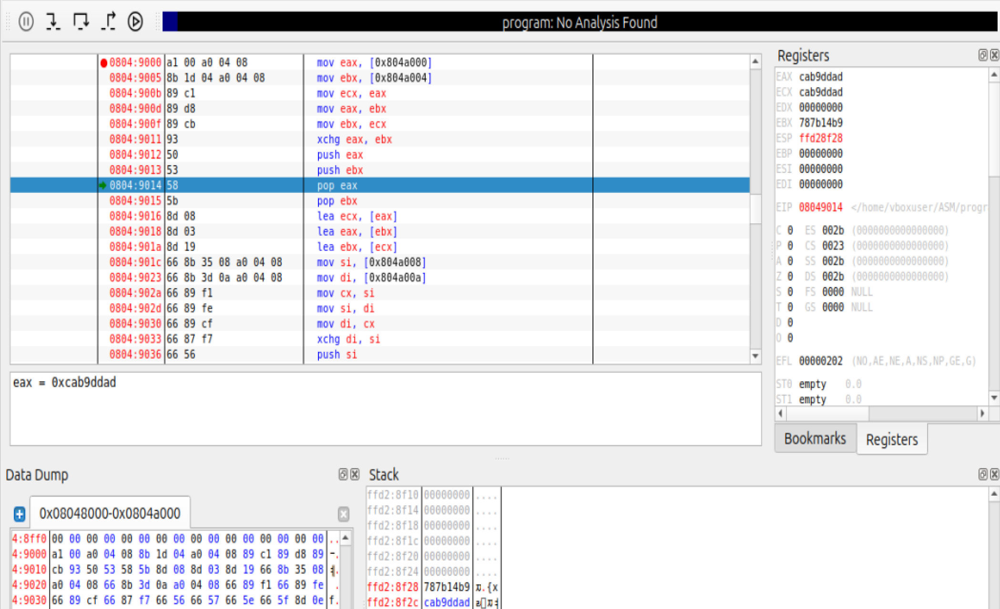 program: No Analysis Found
0804:9000 a1 00 a0 04 08 mov eax, [0x804a000]
0804:9005 8b 1d 04 a0 04 08 mov ebx, [0x804a004]
0804:900b 89 c1 mov ecx, eax
0804:900d 89 d8 mov eax, ebx
0804:900f 89 cb mov ebx, ecx
0804:9011 93 xchg eax, ebx
0804:9012 50 push eax
0804:9013 53 push ebx
0804:9014 58 pop eax
0804:9015 5b pop ebx
0804:9016 8d 08 lea ecx, [eax]
0804:9018 8d 03 lea eax, [ebx]
0804:901a 8d 19 lea ebx, [ecx]
0804:901c 66 8b 35 08 a0 04 08 mov si, [0x804a008]
0804:9023 66 8b 3d 0a a0 04 08 mov di, [0x804a00a]
0804:902a 66 89 f1 mov cx, si
0804:902d 66 89 fe mov si, di
0804:9030 66 89 cf mov di, cx
0804:9033 66 87 f7 xchg di, si
0804:9036 66 56 push si
eax = 0xcab9ddad
Registers
EAX cab9ddad
ECX cab9ddad
EDX 00000000
EBX 787b14b9
ESP ffd28f28
EBP 00000000
ESI 00000000
EDI 00000000
EIP 08049014 </home/vboxuser/ASM/progr
C 0 ES 002b (0000000000000000)
P 0 CS 0023 (0000000000000000)
A 0 SS 002b (0000000000000000)
Z 0 DS 002b (0000000000000000)
S 0 FS 0000 NULL
T 0 GS 0000 NULL
D 0
O 0
EFL 00000202 (NO,AE,NE,A,NS,NP,GE,G)
ST0 empty 0.0
ST1 empty 0.0
Bookmarks Registers
Data Dump
0x08048000-0x0804a000
4:8ff0 00 00 00 00 00 00 00 00 00 00 00 00 00 00 00 00 ..
4:9000 a1 00 a0 04 08 8b 1d 04 a0 04 08 89 c1 89 d8 89
4:9010 cb 93 50 53 58 5b 8d 08 8d 03 8d 19 66 8b 35 08
4:9020 a0 04 08 66 8b 3d 0a a0 04 08 66 89 f1 66 89 fe .
4:9030 66 89 cf 66 87 f7 66 56 66 57 66 5e 66 5f 8d 0e f.
Stack
ffd2:8f10 00000000 ....
ffd2:8f14 00000000 ....
ffd2:8f18 00000000 ....
ffd2:8f1c 00000000 ....
ffd2:8f20 00000000 ....
ffd2:8f24 00000000 ....
ffd2:8f28 787b14b9 ¤.{x
ffd2:8f2c cab9ddad